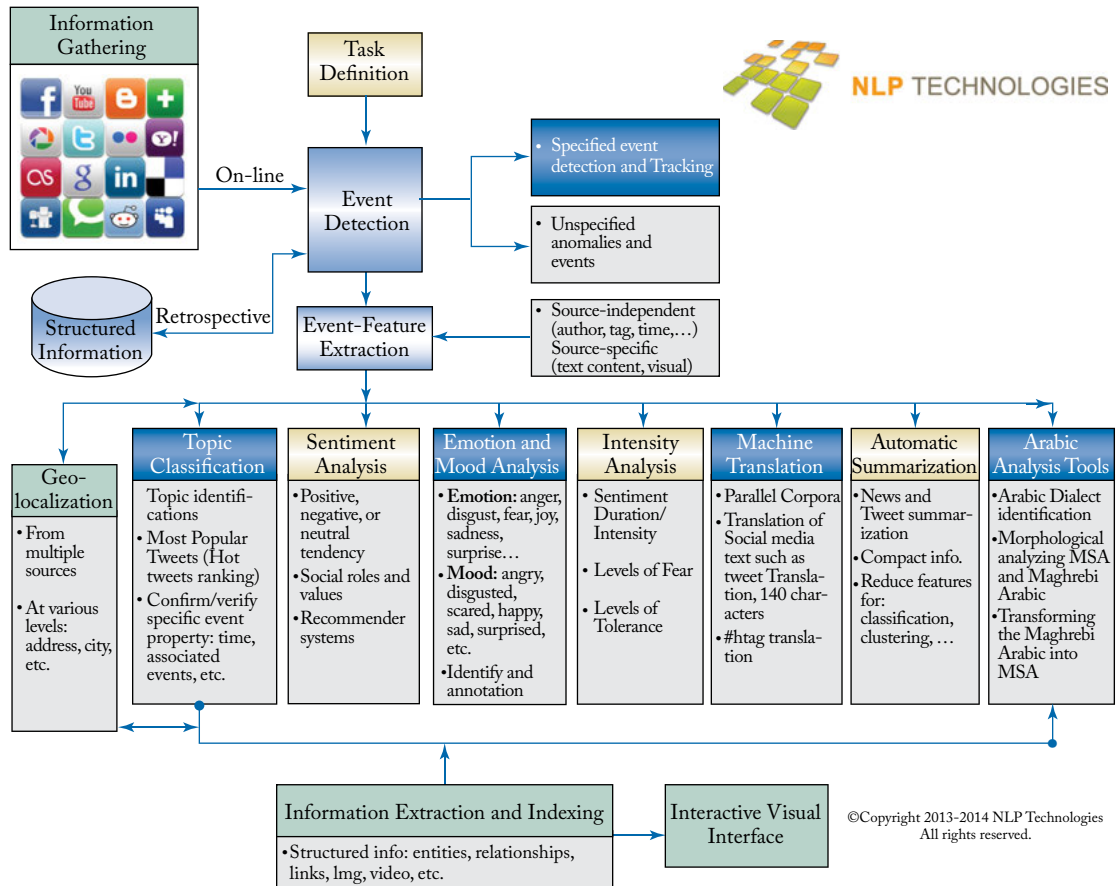 Information
Gathering
You
Tube
Task
Definition
NLP TECHNOLOGIES
On-line
Event
Detection
• Specified event
detection and Tracking
• Unspecified
anomalies and
events
Structured
Information
Retrospective
Event-Feature
Extraction
• Source-independent
(author, tag, time,…)
Source-specific
(text content, visual)
Geo-
localization
• From
multiple
sources
• At various
levels:
address, city,
etc.
Topic
Classification
Topic identifi-
cations
• Most Popular
Tweets (Hot
tweets ranking)
• Confirm/verify
specific event
property: time,
associated
events, etc.
Sentiment
Analysis
• Positive,
negative, or
neutral
tendency
• Social roles and
values
• Recommender
systems
Emotion and
Mood Analysis
• Emotion: anger,
disgust, fear, joy,
sadness,
surprise…
• Mood: angry,
disgusted,
scared, happy,
sad, surprised,
etc.
•Identify and
annotation
Intensity
Analysis
• Sentiment
Duration/
Intensity
• Levels of Fear
• Levels of
Tolerance
Machine
Translation
•Parallel Corpora
•Translation of
Social media
text such as
tweet Transla-
tion, 140 char-
acters
•#htag transla-
tion
Automatic
Summarization
•News and
Tweet summar-
ization
•Compact info.
•Reduce features
for:
classification,
clustering, …
Arabic
Analysis Tools
•Arabic Dialect
identification
•Morphological
analyzing MSA
and Maghrebi
Arabic
•Transforming
the Maghrebi
Arabic into
MSA
Information Extraction and Indexing
•Structured info: entities, relationships,
links, lmg, video, etc.
Interactive Visual
Interface
©Copyright 2013-2014 NLP Technologies
All rights reserved.